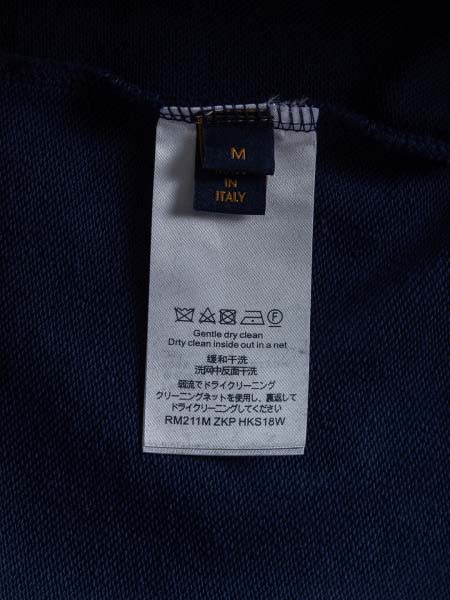 M
IN
ITALY
F
Gentle dry clean
Drty clean inside out in a net
缓和干洗
洗网中反面干洗
弱流でドライクリーニング
クリーニングネットを使用し、裏返して
ドライクリーニングしてください
RM211M ZKP HKS18W